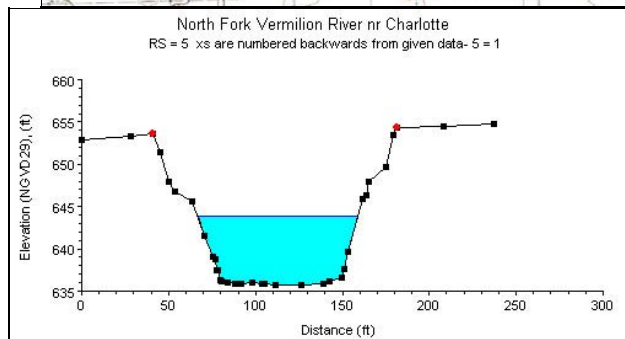 North Fork Vermilion River nr Charlotte
RS = 5 xs are numbered backwards from given data- 5 = 1
660
655
650
645
640
635
Elevation (NGVD29), (ft)
0 50 100 150 200 250 300
Distance (ft)